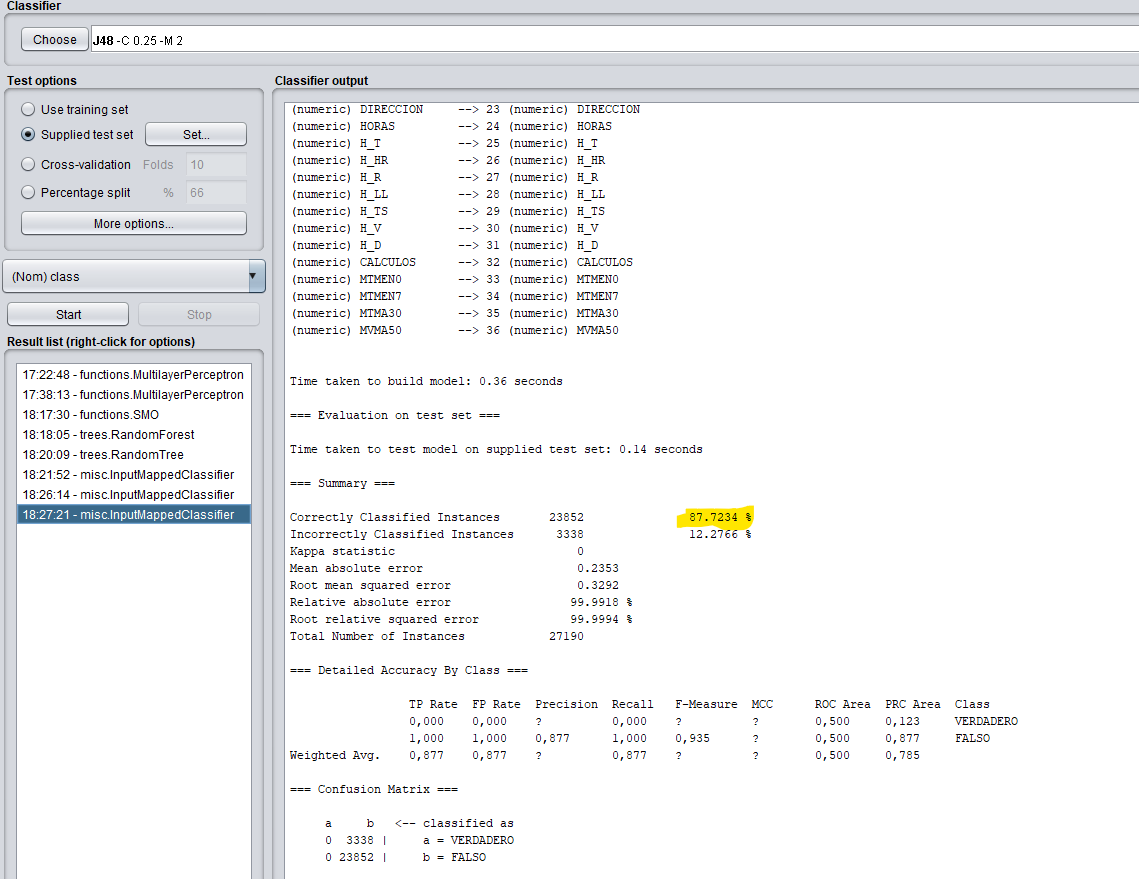 Classifier
Choose J48 -C 0.25 -M 2
Test options
Use training set
Supplied test set Set...
Cross-validation Folds 10
Percentage split % 66
More options...
(Nom) class
Start Stop
Result list (right-click for options)
17:22:48 - functions.MultilayerPerceptron
17:38:13 - functions.MultilayerPerceptron
18:17:30 - functions.SMO
18:18:05 - trees.RandomForest
18:20:09 - trees.RandomTree
18:21:52 - misc.InputMappedClassifier
18:26:14 - misc.InputMappedClassifier
18:27:21 - misc.InputMappedClassifier
Classifier output
(numeric) DIRECCION --> 23 (numeric) DIRECCION
(numeric) HORAS --> 24 (numeric) HORAS
(numeric) H_T --> 25 (numeric) H_T
(numeric) H_HR --> 26 (numeric) H_HR
(numeric) H_R --> 27 (numeric) H_R
(numeric) H_LL --> 28 (numeric) H_LL
(numeric) H_TS --> 29 (numeric) H_TS
(numeric) H_V --> 30 (numeric) H_V
(numeric) H_D --> 31 (numeric) H_D
(numeric) CALCULOS --> 32 (numeric) CALCULOS
(numeric) MTMEN0 --> 33 (numeric) MTMEN0
(numeric) MTMEN7 --> 34 (numeric) MTMEN7
(numeric) MTMA30 --> 35 (numeric) MTMA30
(numeric) MVMA50 --> 36 (numeric) MVMA50
Time taken to build model: 0.36 seconds
=== Evaluation on test set ===
Time taken to test model on supplied test set: 0.14 seconds
=== Summary ===
Correctly Classified Instances 23852 87.7234 %
Incorrectly Classified Instances 3338 12.2766 %
Kappa statistic 0
Mean absolute error 0.2353
Root mean squared error 0.3292
Relative absolute error 99.9918 %
Root relative squared error 99.9994 %
Total Number of Instances 27190
=== Detailed Accuracy By Class ===
TP Rate FP Rate Precision Recall F-Measure MCC ROC Area PRC Area Class
0,000 0,000 ? 0,000 ? ? 0,500 0,123 VERDADERO
1,000 1,000 0,877 1,000 0,935 ? 0,500 0,877 FALSO
Weighted Avg. 0,877 0,877 ? 0,877 ? ? 0,500 0,785
=== Confusion Matrix ===
a b <-- classified as
0 3338 | a = VERDADERO
0 23852 | b = FALSO